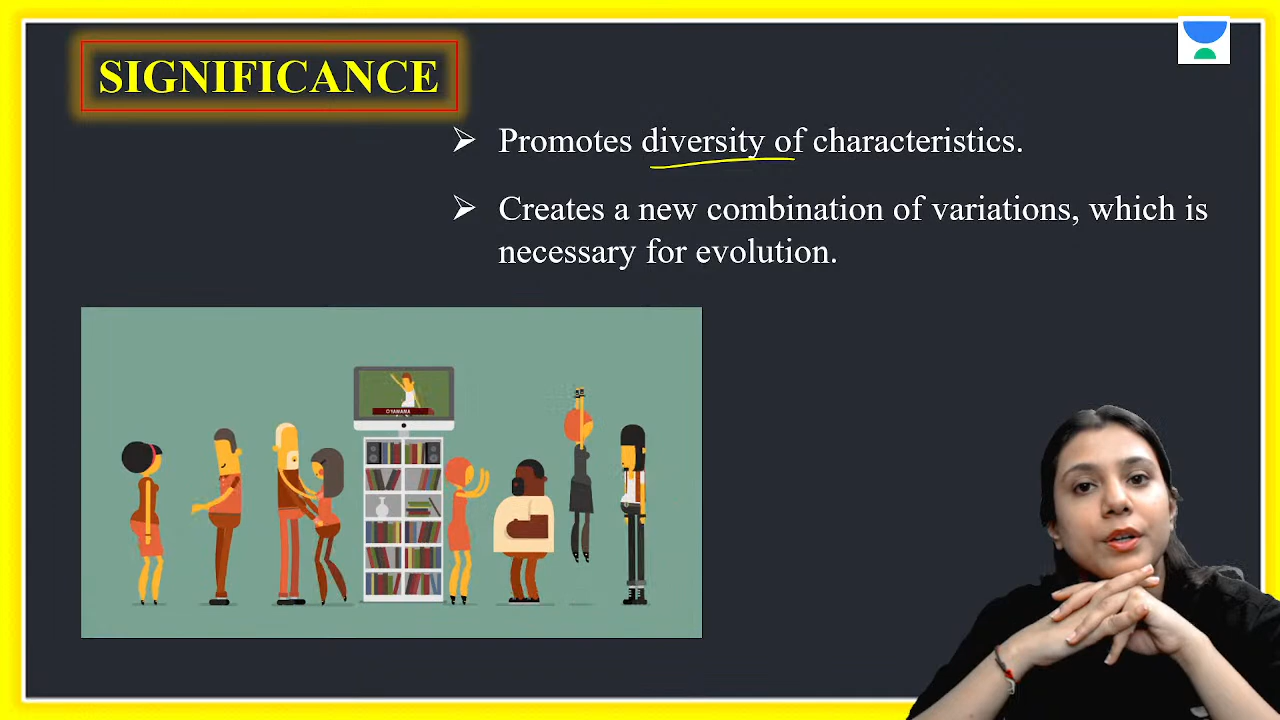 SIGNIFICANCE
➢ Promotes diversity of characteristics.
➢ Creates a new combination of variations, which is
necessary for evolution.